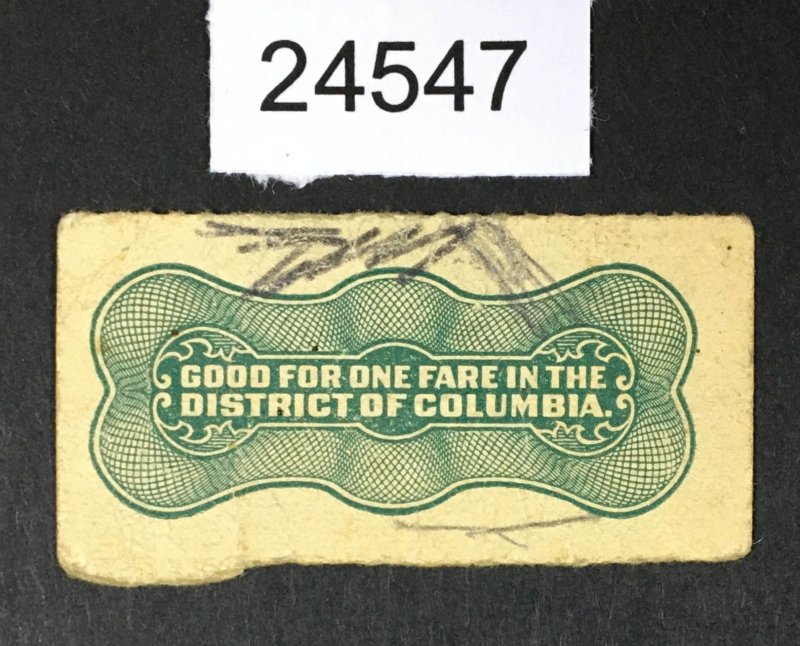 24547
GOOD FOR ONE FARE IN THE
DISTRICT OF COLUMBIA.